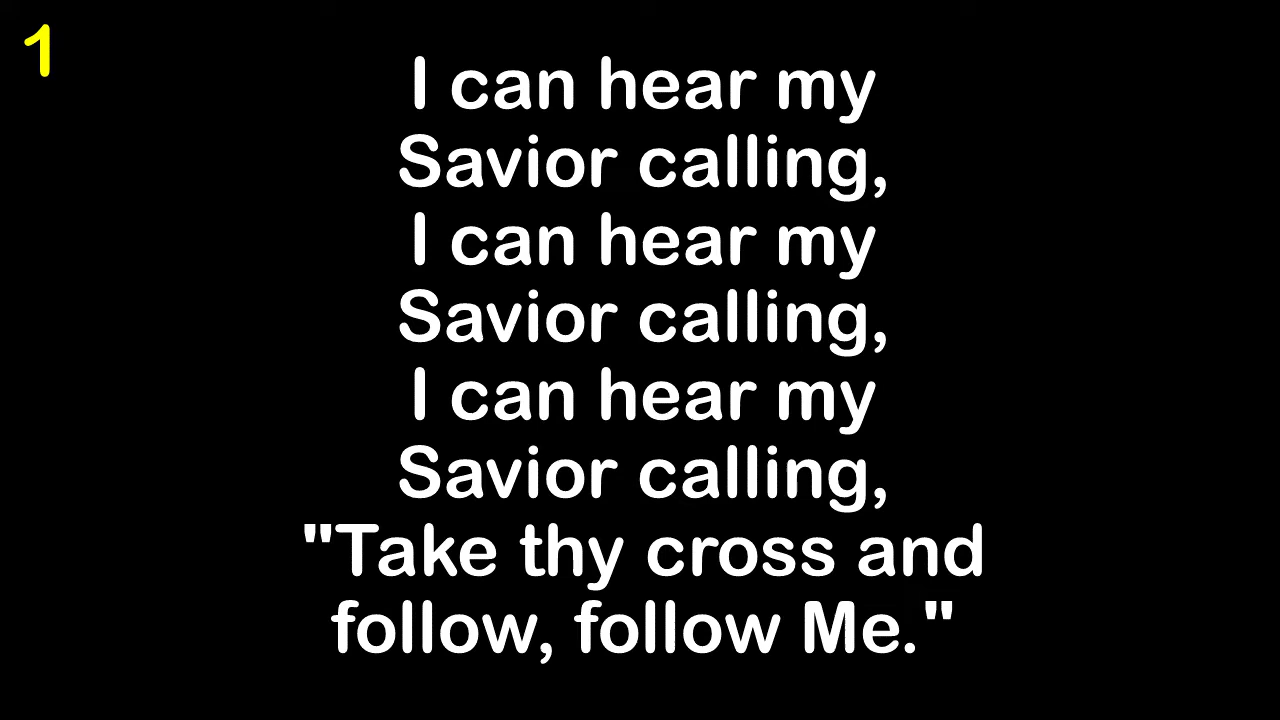 1
I can hear my
Savior calling,
I can hear my
Savior calling,
I can hear my
Savior calling,
"Take thy cross and
follow, follow Me."